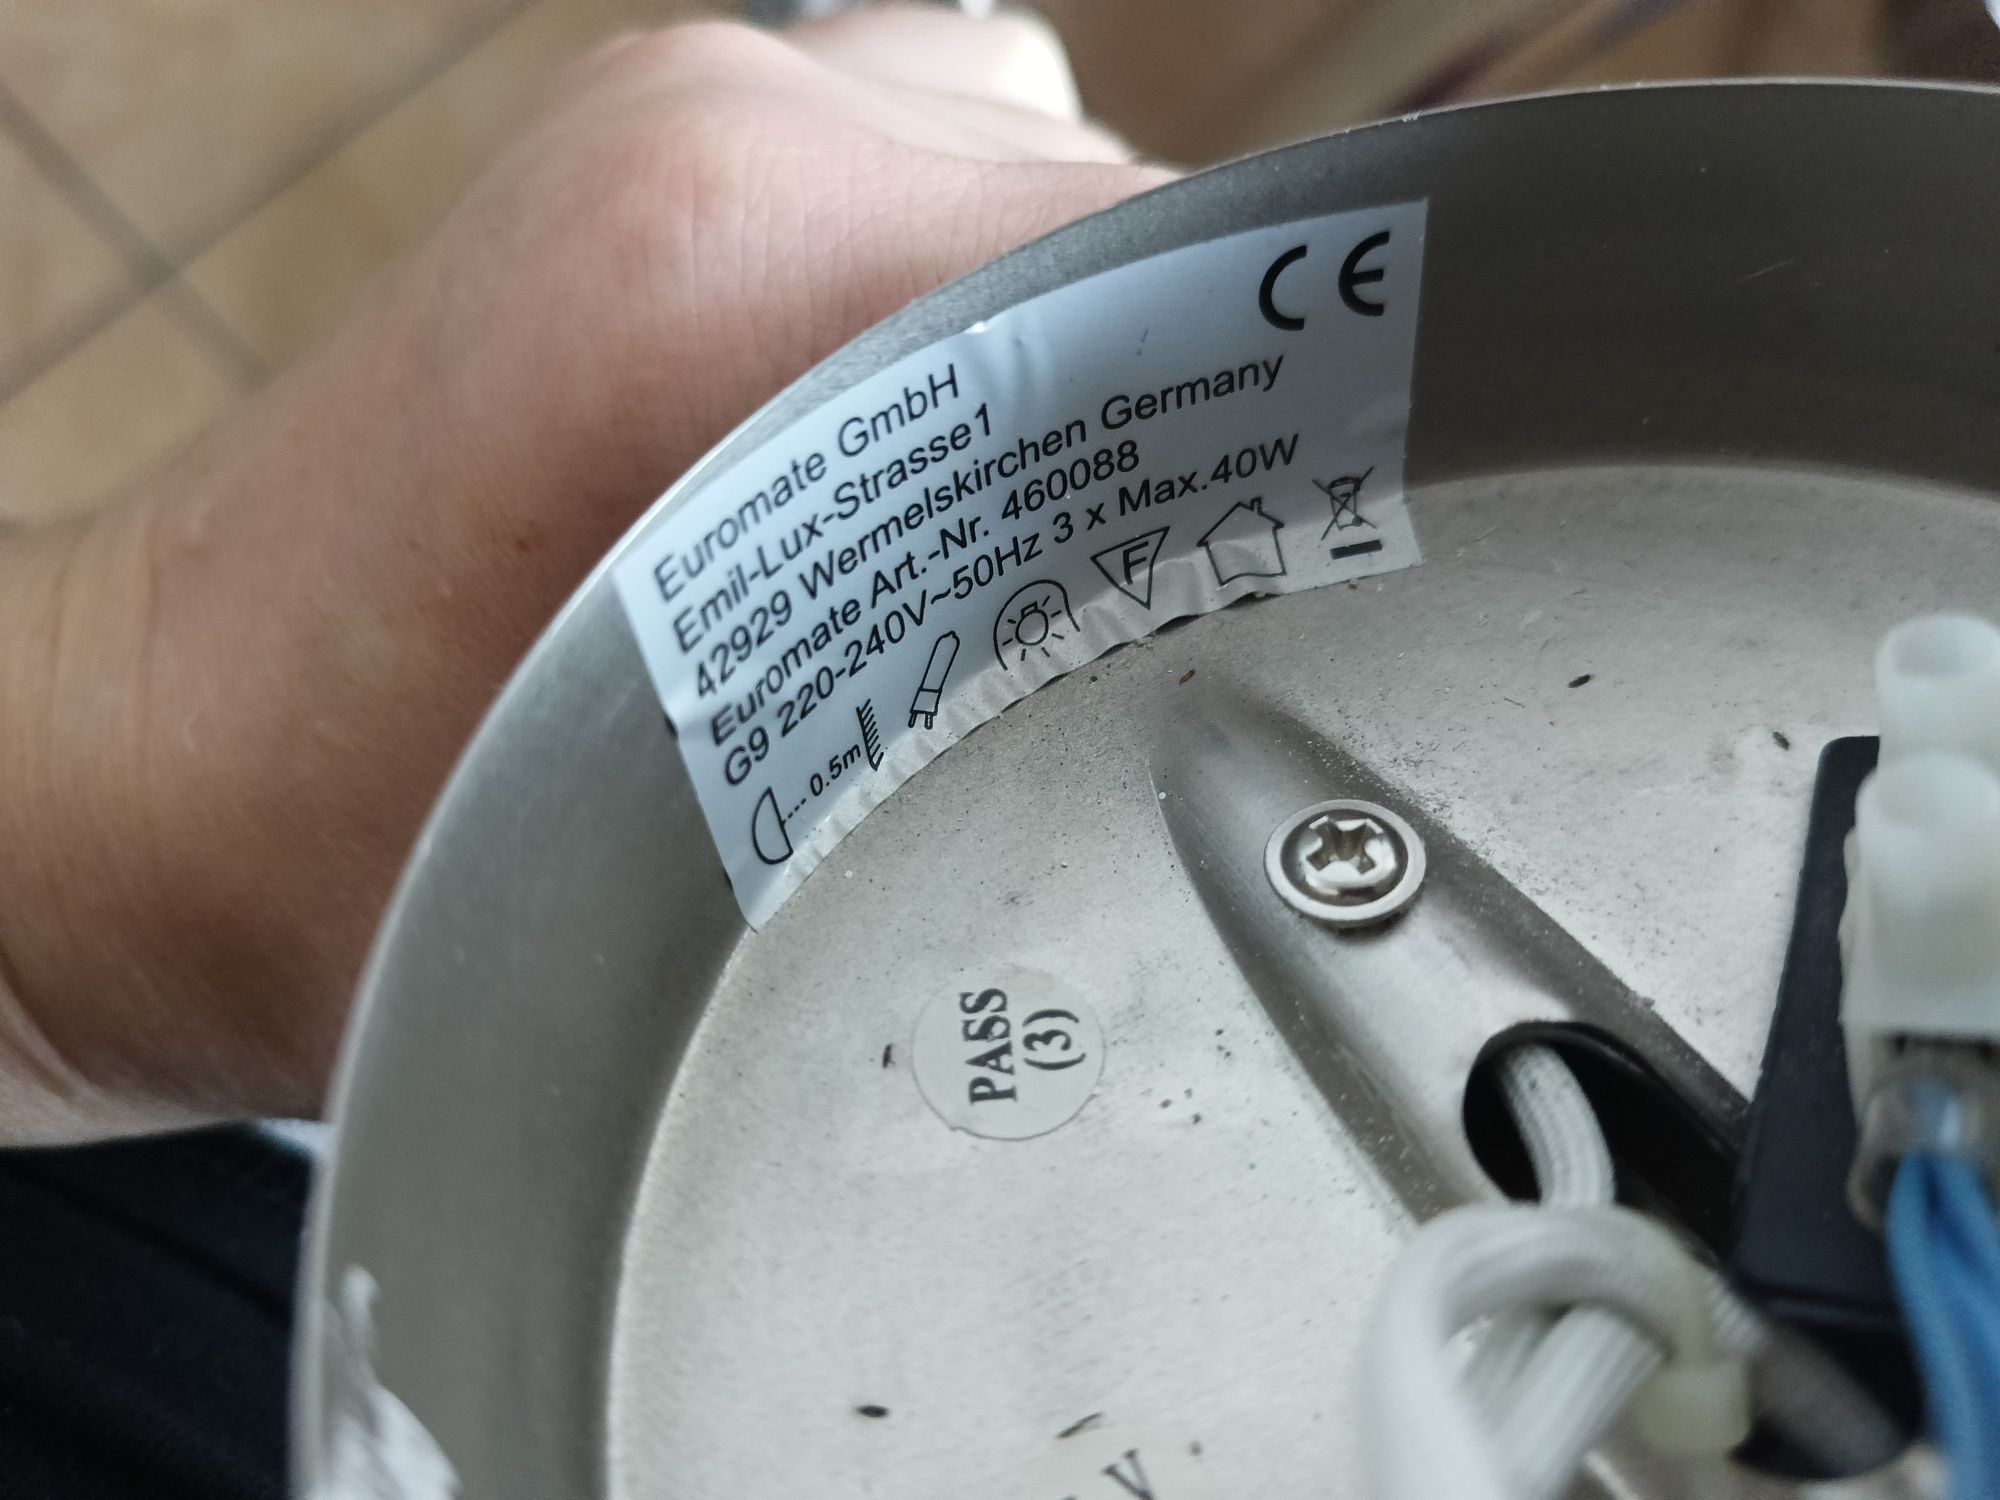 CE
Euromate GmbH
Emil-Lux-Strasse1
42929 Wermelskirchen Germany
Euromate Art.-Nr. 460088
G9 220-240V~50Hz 3 x Max.40W
0.5m
F
PASS
(3)
V